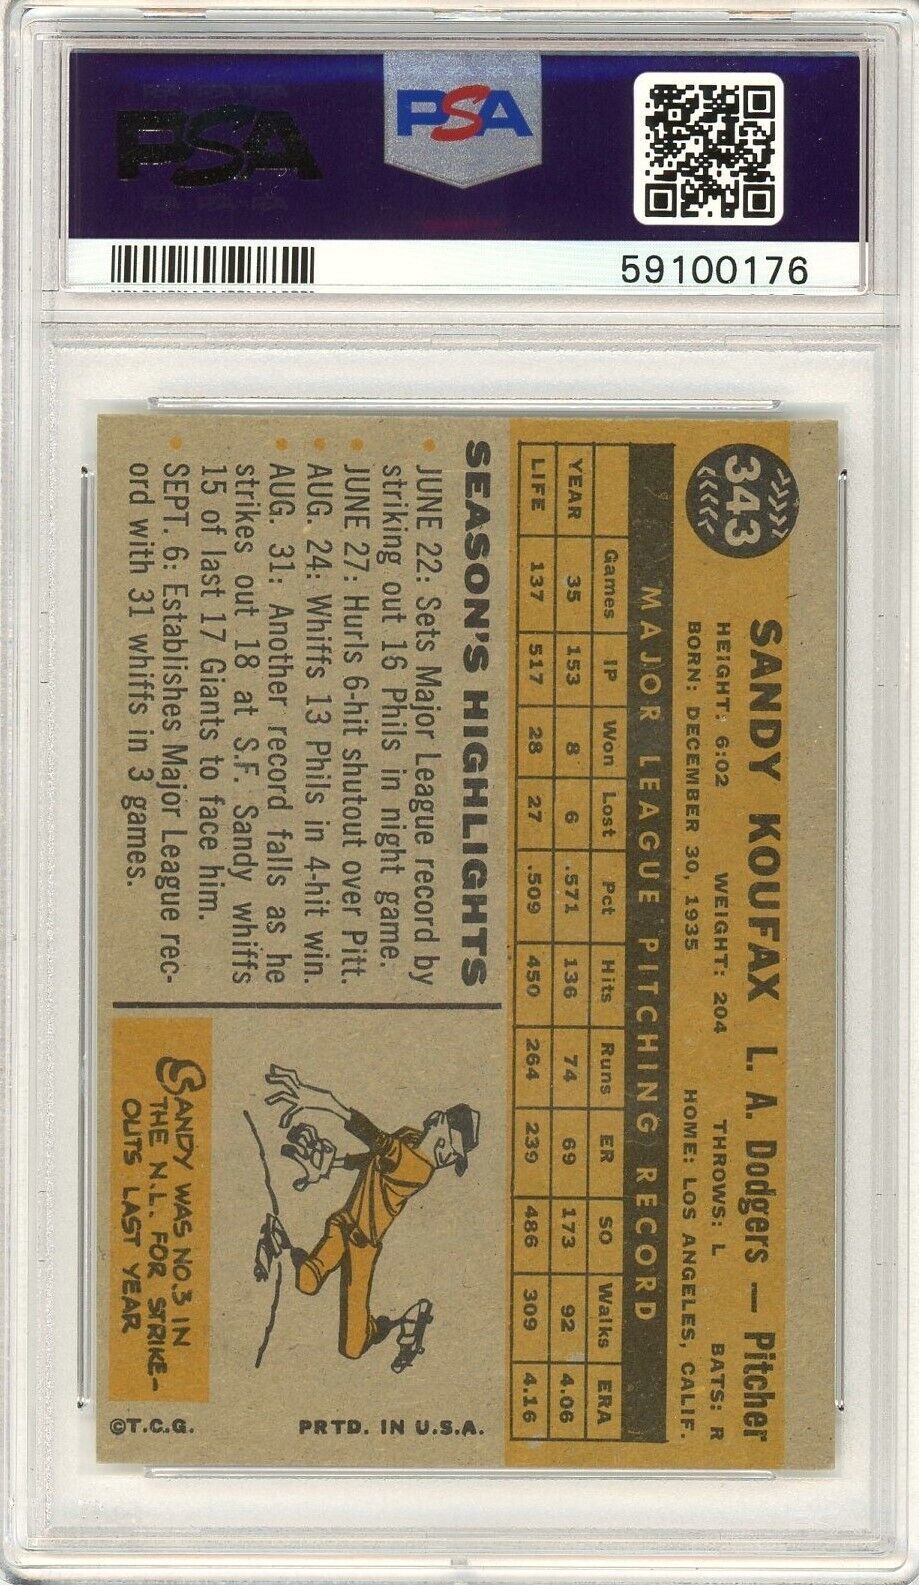 PSA
PSA
59100176
343
SANDY KOUFAX L. A. Dodgers — Pitcher
HEIGHT: 6:02 WEIGHT: 204 THROWS: L BATS: R
BORN: DECEMBER 30, 1935 HOME: LOS ANGELES, CALIF.
MAJOR LEAGUE PITCHING RECORD
Games IP Won Lost Pct Hits Runs ER SO Walks ERA
YEAR 35 153 8 6 .571 136 74 69 173 92 4.06
LIFE 137 517 28 27 .509 450 264 239 486 309 4.16
SEASON'S HIGHLIGHTS
• JUNE 22: Sets Major League record by
striking out 16 Phils in night game.
• JUNE 27: Hurls 6-hit shutout over Pitt.
• AUG. 24: Whiffs 13 Phils in 4-hit win.
• AUG. 31: Another record falls as he
strikes out 18 at S.F. Sandy whiffs
15 of last 17 Giants to face him.
• SEPT. 6: Establishes Major League rec-
ord with 31 whiffs in 3 games.
SANDY WAS NO.3 IN
THE N.L. FOR STRIKE-
OUTS LAST YEAR
©T.C.G. PRTD. IN U.S.A.